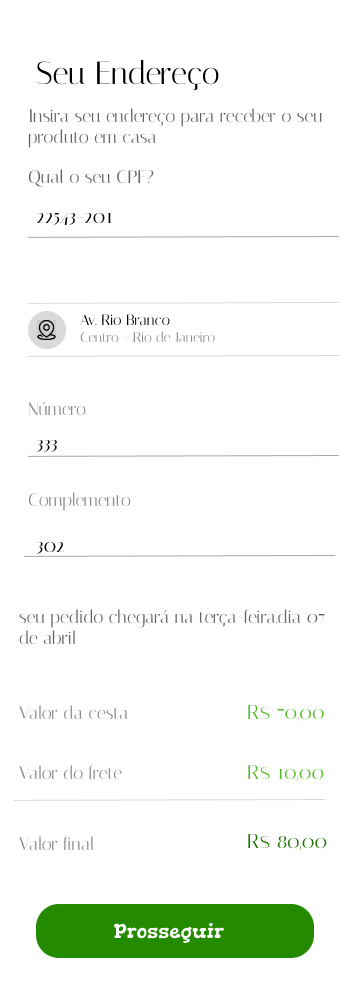 Seu Endereço
Insira seu endereço para receber o seu
produto em casa
Qual o seu CPF?
22543-201
Av. Rio Branco
Centro - Rio de Janeiro
Número
333
Complemento
302
seu pedido chegará na terça-feira,dia 07
de abril
Valor da cesta R$ 70,00
Valor do frete R$ 10,00
Valor final R$ 80,00
Prosseguir